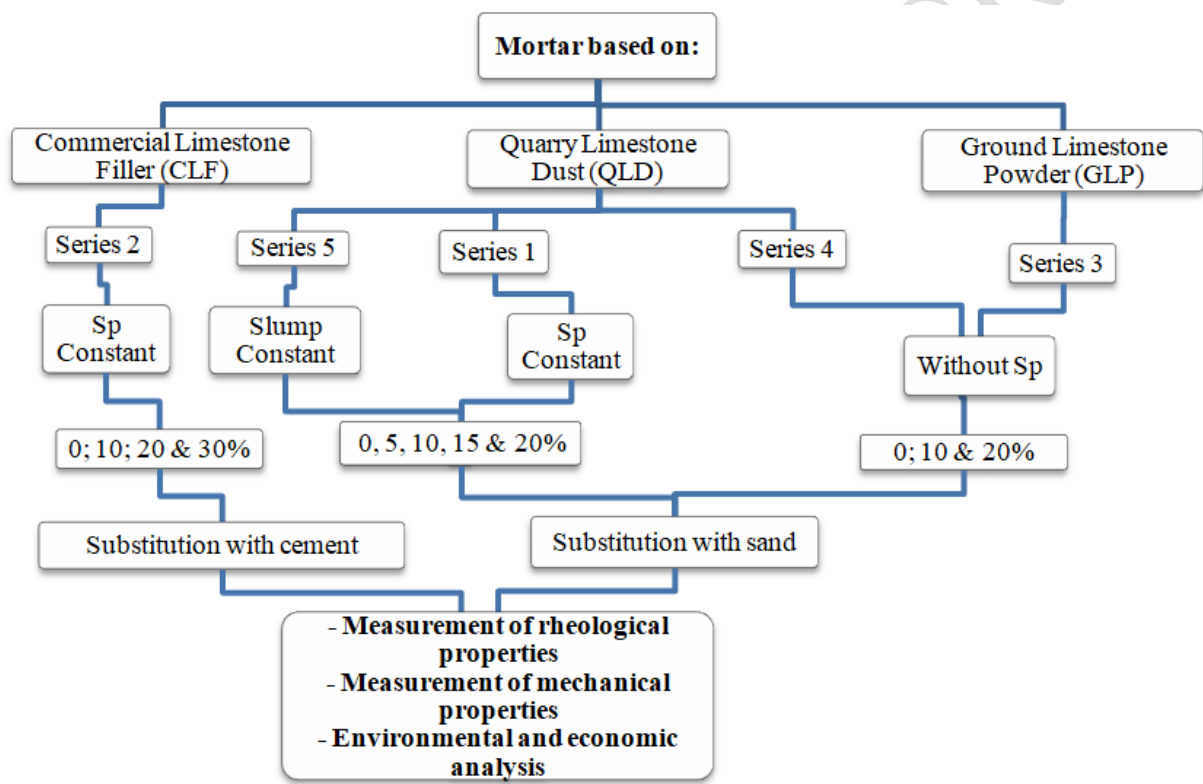 Mortar based on:
Commercial Limestone
Filler (CLF)
Quarry Limestone
Dust (QLD)
Ground Limestone
Powder (GLP)
Series 2
Series 5
Series 1
Series 4
Series 3
Sp
Constant
Slump
Constant
Sp
Constant
Without Sp
0; 10; 20 & 30%
0, 5, 10, 15 & 20%
0; 10 & 20%
Substitution with cement
Substitution with sand
- Measurement of rheological
properties
- Measurement of mechanical
properties
- Environmental and economic
analysis